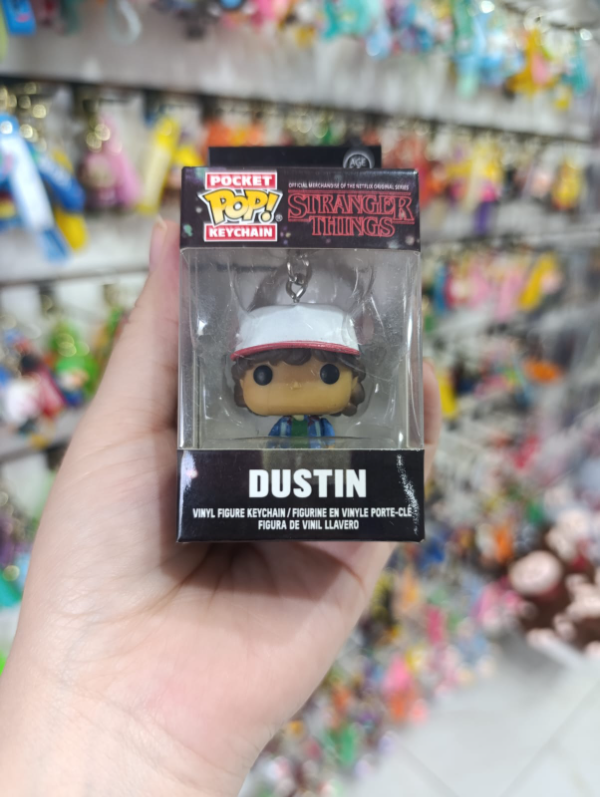 POCKET
POP!®
KEYCHAIN
OFFICIAL MERCHANDISE OF THE NETFLIX ORIGINAL SERIES
STRANGER
THINGS
DUSTIN
VINYL FIGURE KEYCHAIN / FIGURINE EN VINYLE PORTE-CLÉ
FIGURA DE VINIL LLAVERO